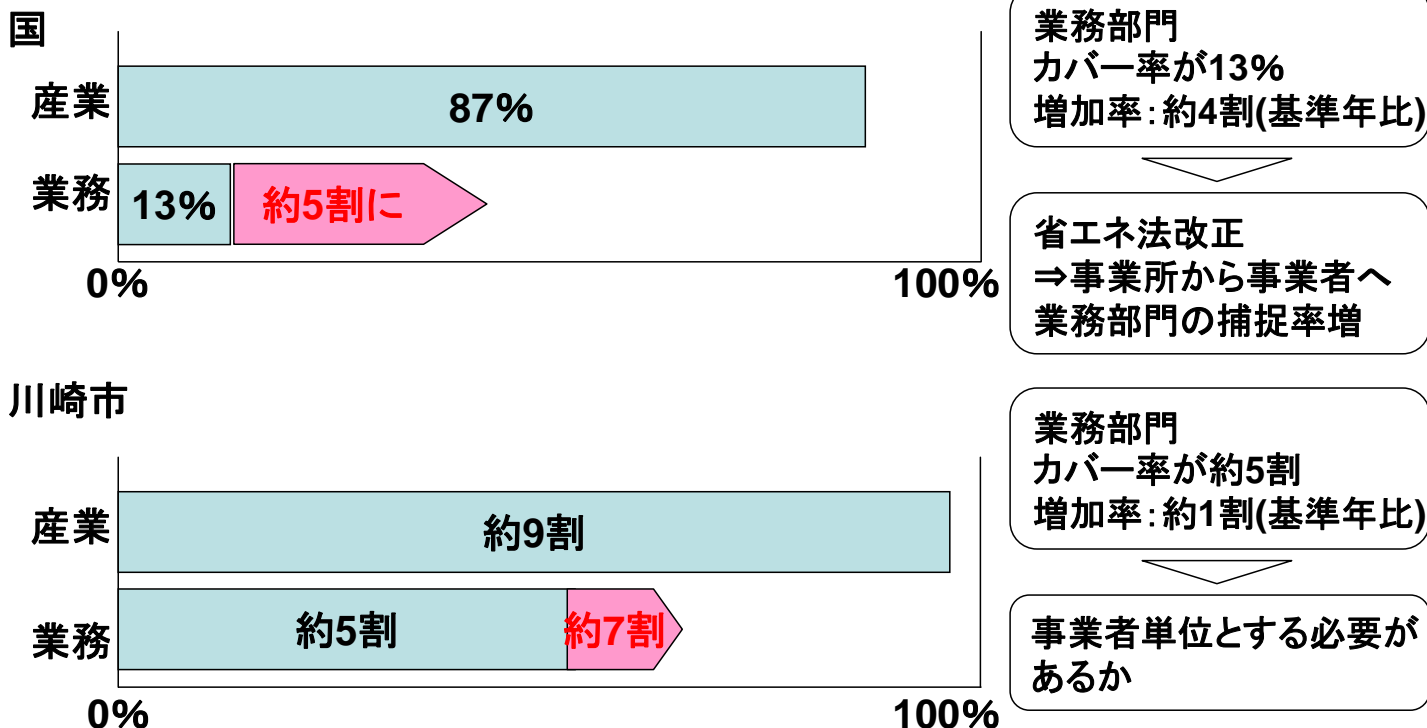 国
産業
87%
業務
13%
約5割に
0%
100%
業務部門
カバー率が13%
増加率：約4割(基準年比)
省エネ法改正
⇒事業所から事業者へ
業務部門の捕捉率増
川崎市
産業
約9割
業務
約5割
約7割
0%
100%
業務部門
カバー率が約5割
増加率：約1割(基準年比)
事業者単位とする必要が
あるか